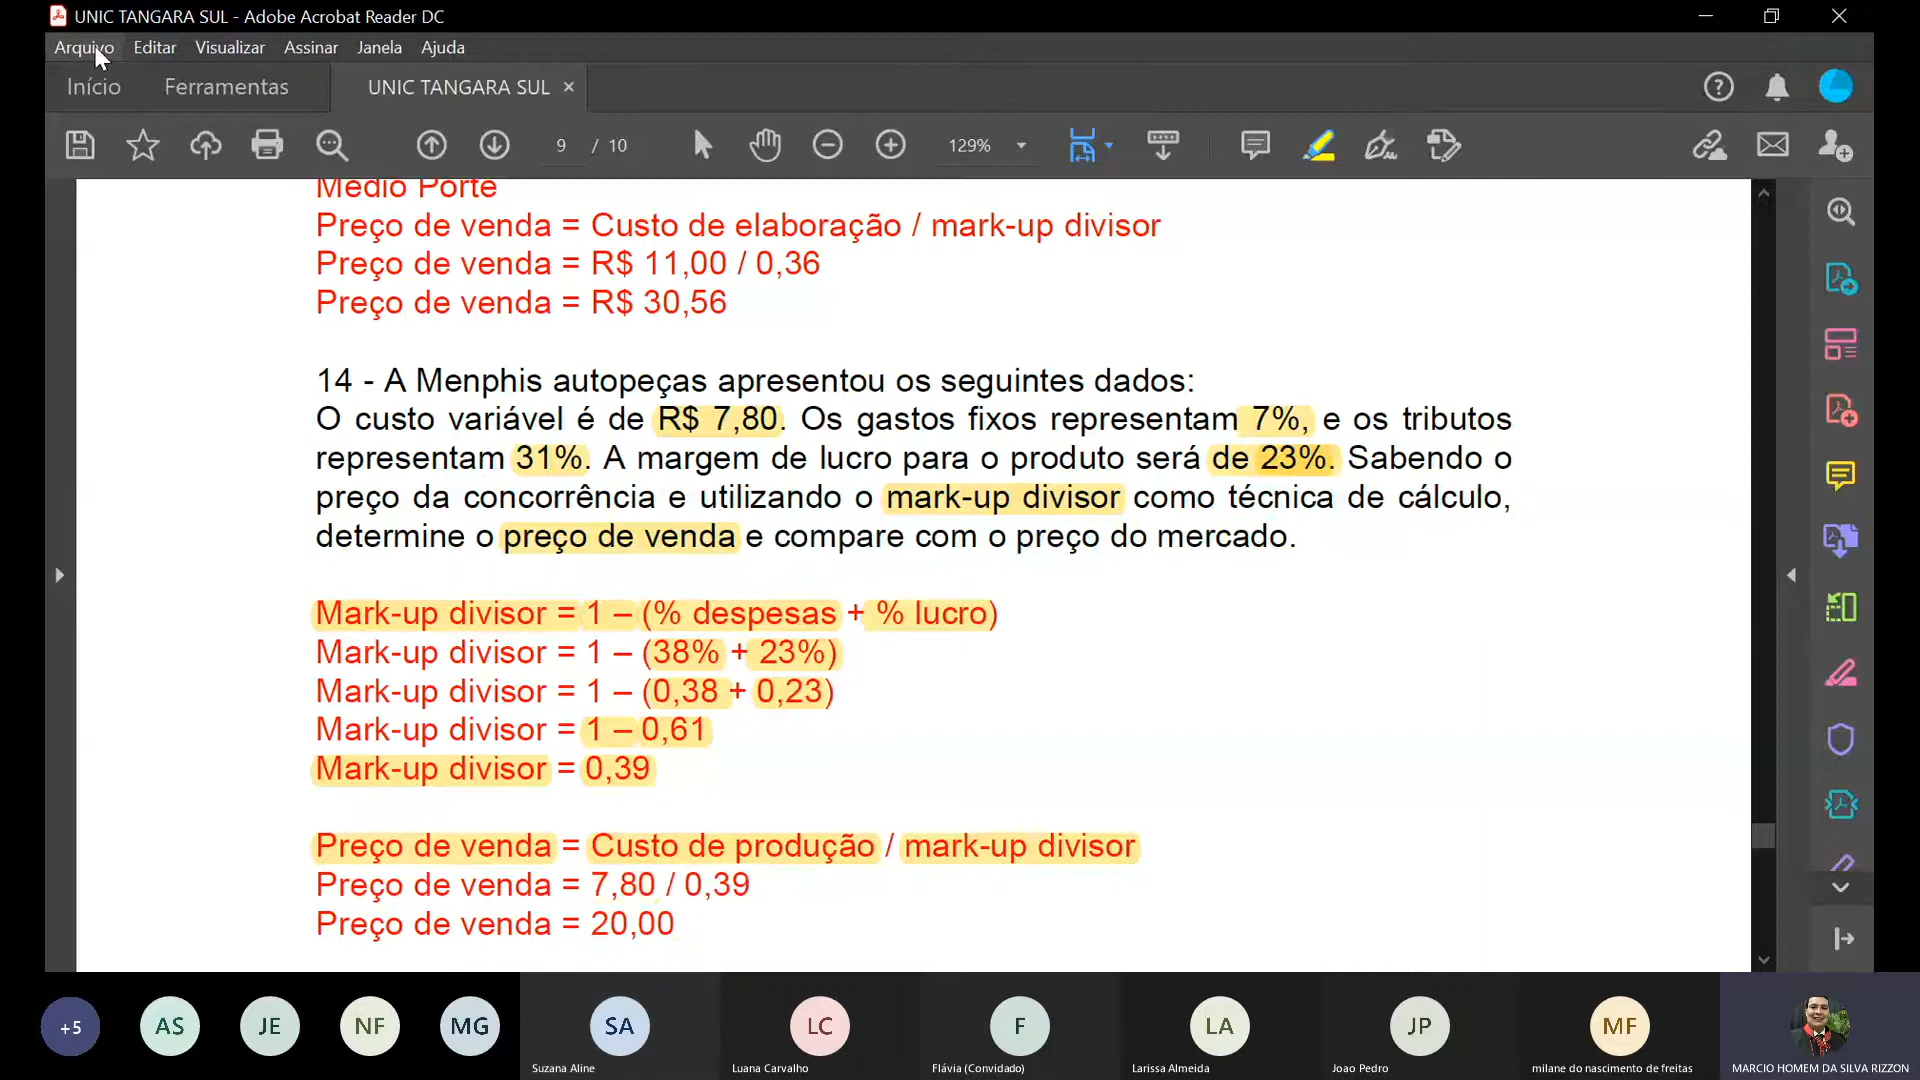 UNIC TANGARA SUL - Adobe Acrobat Reader DC
Arquivo Editar Visualizar Assinar Janela Ajuda
Início Ferramentas UNIC TANGARA SUL ×
9 / 10 129%
Médio Porte
Preço de venda = Custo de elaboração / mark-up divisor
Preço de venda = R$ 11,00 / 0,36
Preço de venda = R$ 30,56
14 - A Menphis autopeças apresentou os seguintes dados:
O custo variável é de R$ 7,80. Os gastos fixos representam 7%, e os tributos
representam 31%. A margem de lucro para o produto será de 23%. Sabendo o
preço da concorrência e utilizando o mark-up divisor como técnica de cálculo,
determine o preço de venda e compare com o preço do mercado.
Mark-up divisor = 1 – (% despesas + % lucro)
Mark-up divisor = 1 – (38% + 23%)
Mark-up divisor = 1 – (0,38 + 0,23)
Mark-up divisor = 1 – 0,61
Mark-up divisor = 0,39
Preço de venda = Custo de produção / mark-up divisor
Preço de venda = 7,80 / 0,39
Preço de venda = 20,00
+5 AS JE NF MG SA LC F LA JP MF
Suzana Aline Luana Carvalho Flávia (Convidado) Larissa Almeida Joao Pedro milane do nascimento de freitas MARCIO HOMEM DA SILVA RIZZON